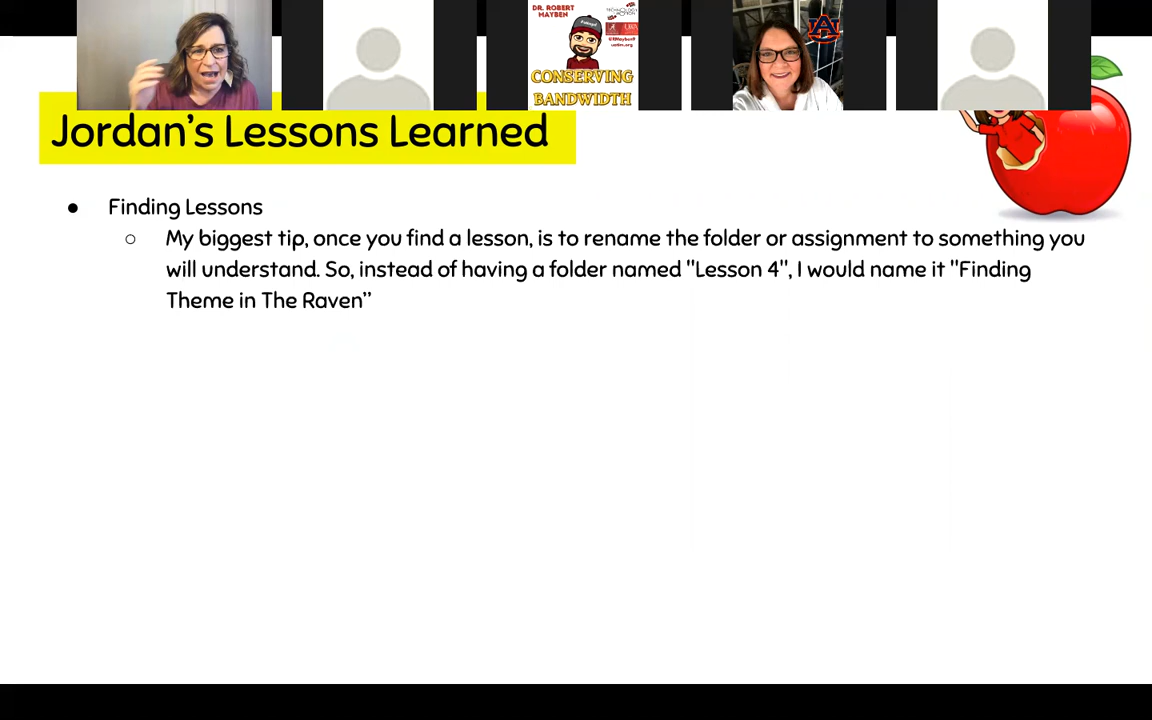 DR. ROBERT
MAYBEN
CONSERVING
BANDWIDTH
Jordan's Lessons Learned
● Finding Lessons
○ My biggest tip, once you find a lesson, is to rename the folder or assignment to something you
will understand. So, instead of having a folder named "Lesson 4", I would name it "Finding
Theme in The Raven”